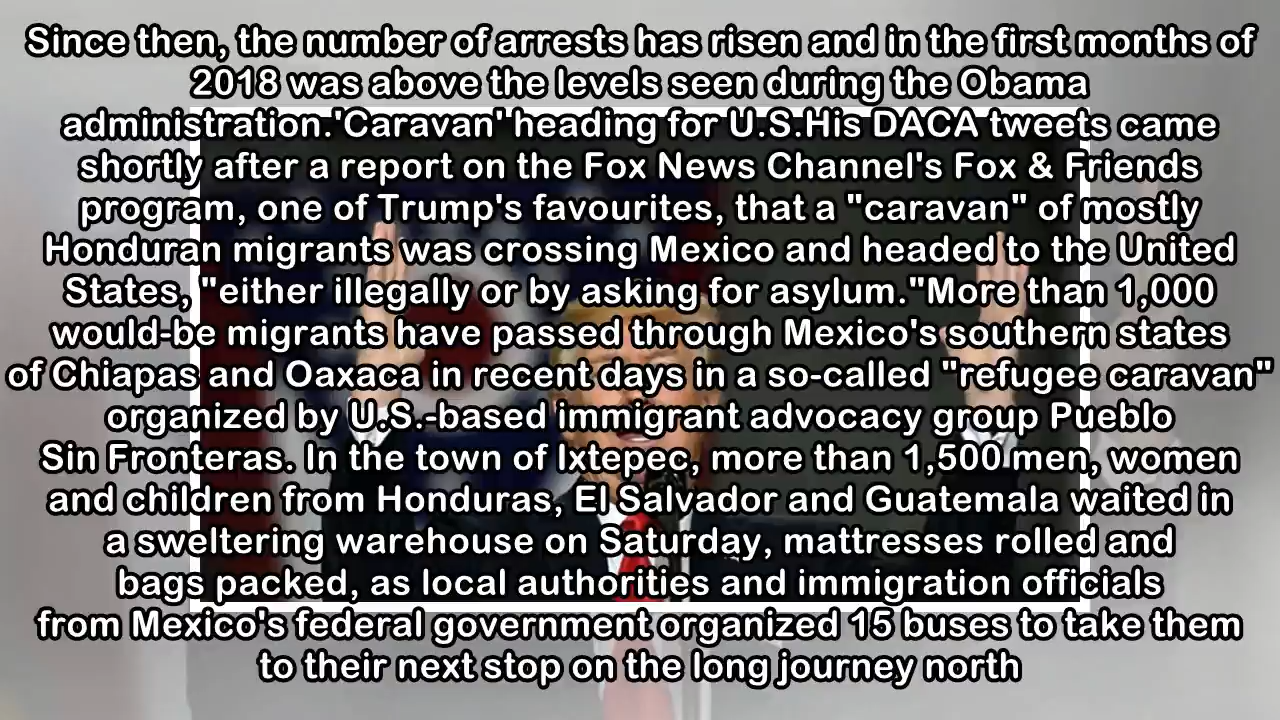 Since then, the number of arrests has risen and in the first months of
2018 was above the levels seen during the Obama
administration.'Caravan' heading for U.S.His DACA tweets came
shortly after a report on the Fox News Channel's Fox & Friends
program, one of Trump's favourites, that a "caravan" of mostly
Honduran migrants was crossing Mexico and headed to the United
States, "either illegally or by asking for asylum."More than 1,000
would-be migrants have passed through Mexico's southern states
of Chiapas and Oaxaca in recent days in a so-called "refugee caravan"
organized by U.S.-based immigrant advocacy group Pueblo
Sin Fronteras. In the town of Ixtepec, more than 1,500 men, women
and children from Honduras, El Salvador and Guatemala waited in
a sweltering warehouse on Saturday, mattresses rolled and
bags packed, as local authorities and immigration officials
from Mexico's federal government organized 15 buses to take them
to their next stop on the long journey north